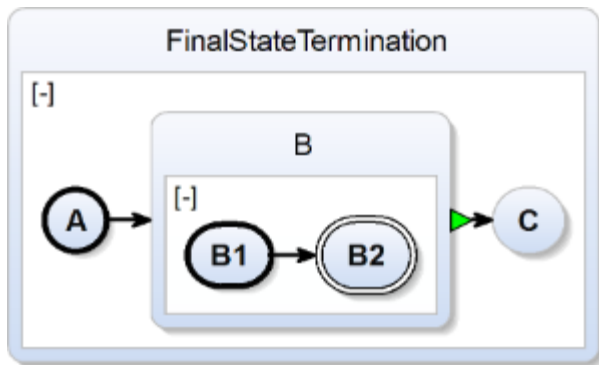 FinalStateTermination
[-]
B
[-]
A
B1
B2
C